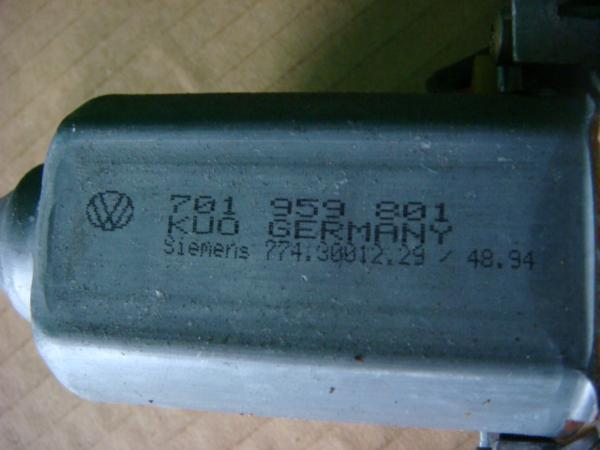 701 959 801
KUO GERMANY
Siemens 774.30012.29 / 48.94